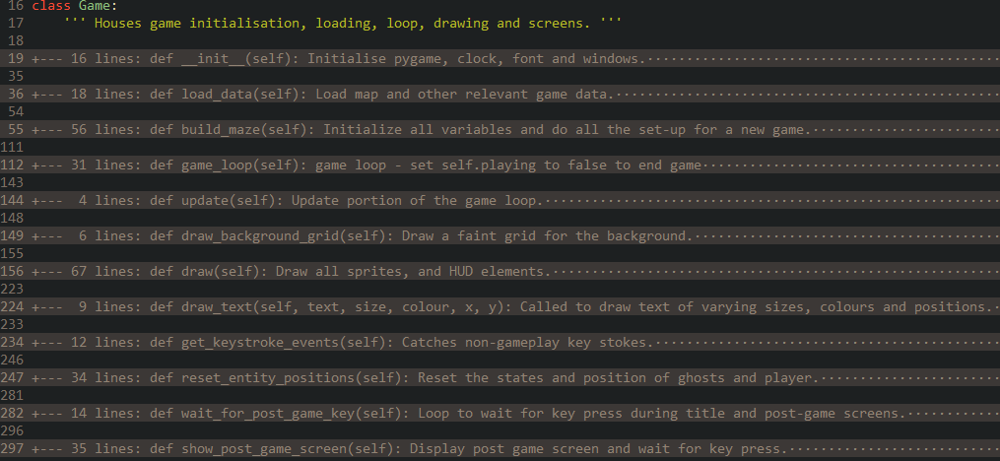 16 class Game:
17     ''' Houses game initialisation, loading, loop, drawing and screens. '''
18
19 +--- 16 lines: def __init__(self): Initialise pygame, clock, font and windows.
35
36 +--- 18 lines: def load_data(self): Load map and other relevant game data.
54
55 +--- 56 lines: def build_maze(self): Initialize all variables and do all the set-up for a new game.
111
112 +--- 31 lines: def game_loop(self): game loop - set self.playing to false to end game
143
144 +---  4 lines: def update(self): Update portion of the game loop.
148
149 +---  6 lines: def draw_background_grid(self): Draw a faint grid for the background.
155
156 +--- 67 lines: def draw(self): Draw all sprites, and HUD elements.
223
224 +---  9 lines: def draw_text(self, text, size, colour, x, y): Called to draw text of varying sizes, colours and positions.
233
234 +--- 12 lines: def get_keystroke_events(self): Catches non-gameplay key stokes.
246
247 +--- 34 lines: def reset_entity_positions(self): Reset the states and position of ghosts and player.
281
282 +--- 14 lines: def wait_for_post_game_key(self): Loop to wait for key press during title and post-game screens.
296
297 +--- 35 lines: def show_post_game_screen(self): Display post game screen and wait for key press.